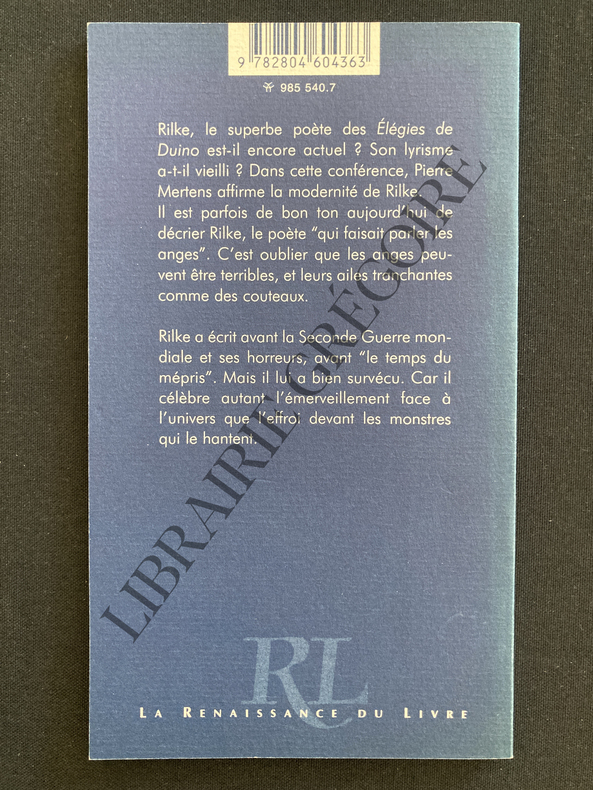 9 782804 604363
985 540.7
Rilke, le superbe poète des Élégies de
Duino est-il encore actuel ? Son lyrisme
a-t-il vieilli ? Dans cette conférence, Pierre
Mertens affirme la modernité de Rilke.
Il est parfois de bon ton aujourd'hui de
décrier Rilke, le poète “qui faisait parler les
anges”. C'est oublier que les anges peu-
vent être terribles, et leurs ailes tranchantes
comme des couteaux.
Rilke a écrit avant la Seconde Guerre mon-
diale et ses horreurs, avant “le temps du
mépris”. Mais il lui a bien survécu. Car il
célèbre autant l'émerveillement face à
l'univers que l'effroi devant les monstres
qui le hantent.
LIBRAIRIE GRÉGOIRE
RL
LA RENAISSANCE DU LIVRE